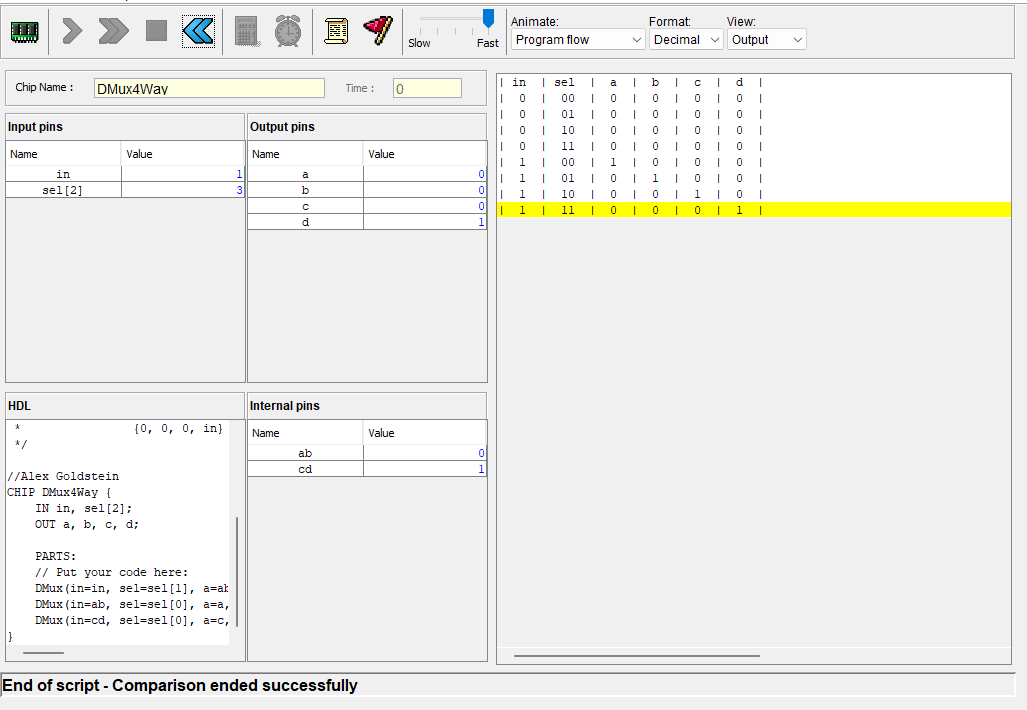 Slow Fast
Animate: Format: View:
Program flow Decimal Output
Chip Name : DMux4Way Time : 0
Input pins
Name Value
in 1
sel[2] 3
Output pins
Name Value
a 0
b 0
c 0
d 1
HDL
* {0, 0, 0, in}
*/
//Alex Goldstein
CHIP DMux4Way {
IN in, sel[2];
OUT a, b, c, d;
PARTS:
// Put your code here:
DMux(in=in, sel=sel[1], a=ab
DMux(in=ab, sel=sel[0], a=a,
DMux(in=cd, sel=sel[0], a=c,
}
Internal pins
Name Value
ab 0
cd 1
| in | sel | a | b | c | d |
| 0 | 00 | 0 | 0 | 0 | 0 |
| 0 | 01 | 0 | 0 | 0 | 0 |
| 0 | 10 | 0 | 0 | 0 | 0 |
| 0 | 11 | 0 | 0 | 0 | 0 |
| 1 | 00 | 1 | 0 | 0 | 0 |
| 1 | 01 | 0 | 1 | 0 | 0 |
| 1 | 10 | 0 | 0 | 1 | 0 |
| 1 | 11 | 0 | 0 | 0 | 1 |
End of script - Comparison ended successfully